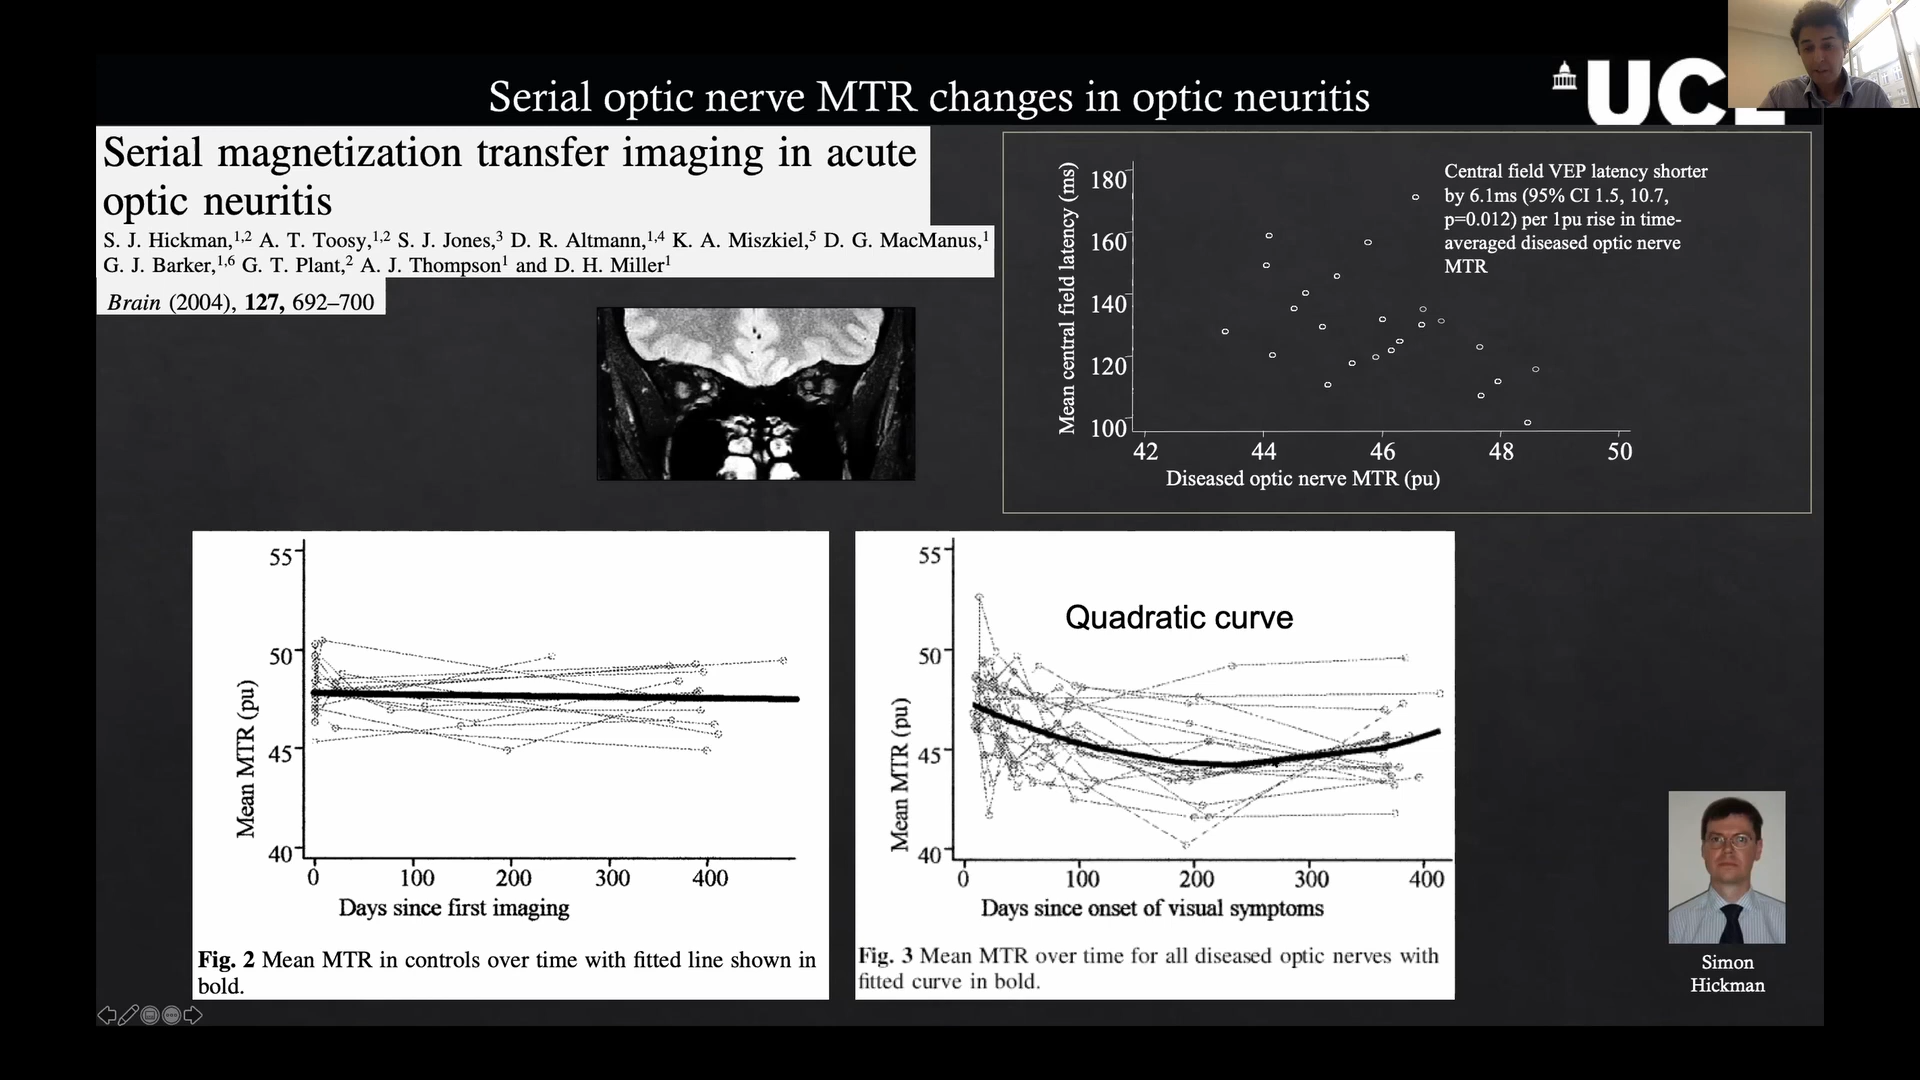 Serial optic nerve MTR changes in optic neuritis
UCL
Serial magnetization transfer imaging in acute
optic neuritis
S. J. Hickman,1,2 A. T. Toosy,1,2 S. J. Jones,3 D. R. Altmann,1,4 K. A. Miszkiel,5 D. G. MacManus,1
G. J. Barker,1,6 G. T. Plant,2 A. J. Thompson1 and D. H. Miller1
Brain (2004), 127, 692–700
Mean central field latency (ms)
180
160
140
120
100
42 44 46 48 50
Diseased optic nerve MTR (pu)
Central field VEP latency shorter
by 6.1ms (95% CI 1.5, 10.7,
p=0.012) per 1pu rise in time-
averaged diseased optic nerve
MTR
Mean MTR (pu)
55
50
45
40
0 100 200 300 400
Days since first imaging
Fig. 2 Mean MTR in controls over time with fitted line shown in
bold.
Quadratic curve
Mean MTR (pu)
55
50
45
40
0 100 200 300 400
Days since onset of visual symptoms
Fig. 3 Mean MTR over time for all diseased optic nerves with
fitted curve in bold.
Simon
Hickman